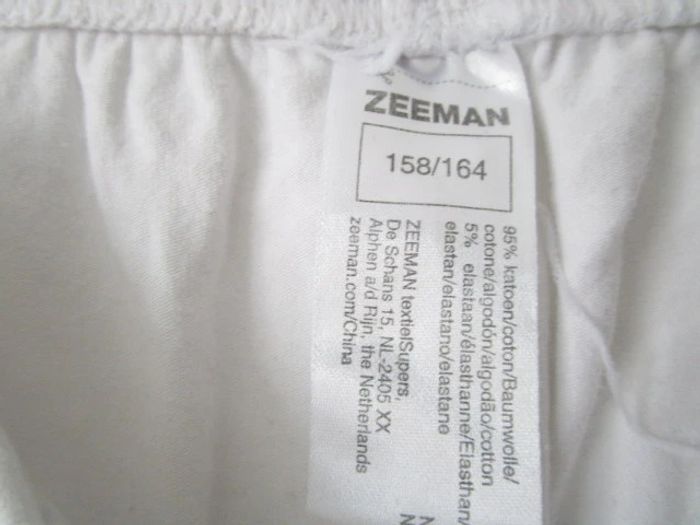 ZEEMAN
158/164
95% katoen/coton/Baumwolle/
cotone/algodón/algodão/cotton
5% elastaan/élasthanne/Elasthan/
elastan/elastano/elastane
ZEEMAN textielSupers,
De Schans 15, NL-2405 XX
Alphen a/d Rijn, the Netherlands
zeeman.com/China